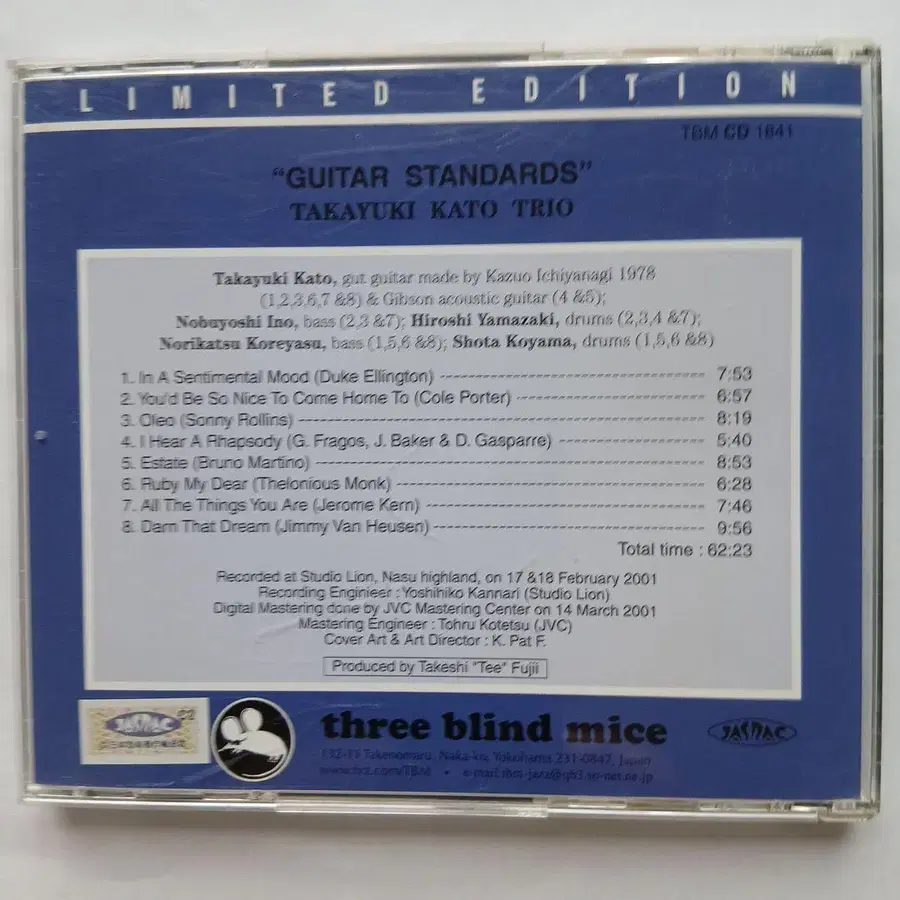 LIMITED EDITION
TBM CD 1841
"GUITAR STANDARDS"
TAKAYUKI KATO TRIO
Takayuki Kato, gut guitar made by Kazuo Ichiyanagi 1978
(1,2,3,6,7 &8) & Gibson acoustic guitar (4 &5);
Nobuyoshi Ino, bass (2,3 &7); Hiroshi Yamazaki, drums (2,3,4 &7);
Norikatsu Koreyasu, bass (1,5,6 &8); Shota Koyama, drums (1,5,6 &8)
1. In A Sentimental Mood (Duke Ellington) 7:53
2. You'd Be So Nice To Come Home To (Cole Porter) 6:57
3. Oleo (Sonny Rollins) 8:19
4. I Hear A Rhapsody (G. Fragos, J. Baker & D. Gasparre) 5:40
5. Estate (Bruno Martino) 8:53
6. Ruby My Dear (Thelonious Monk) 6:28
7. All The Things You Are (Jerome Kern) 7:46
8. Darn That Dream (Jimmy Van Heusen) 9:56
Total time : 62:23
Recorded at Studio Lion, Nasu highland, on 17 &18 February 2001
Recording Enginieer : Yoshihiko Kannari (Studio Lion)
Digital Mastering done by JVC Mastering Center on 14 March 2001
Mastering Engineer : Tohru Kotetsu (JVC)
Cover Art & Art Director : K. Pat F.
Produced by Takeshi "Tee" Fujii
JASRAC
three blind mice
Takenomaru, Naka-ku, Yokohama 231-0847, Japan
JASRAC